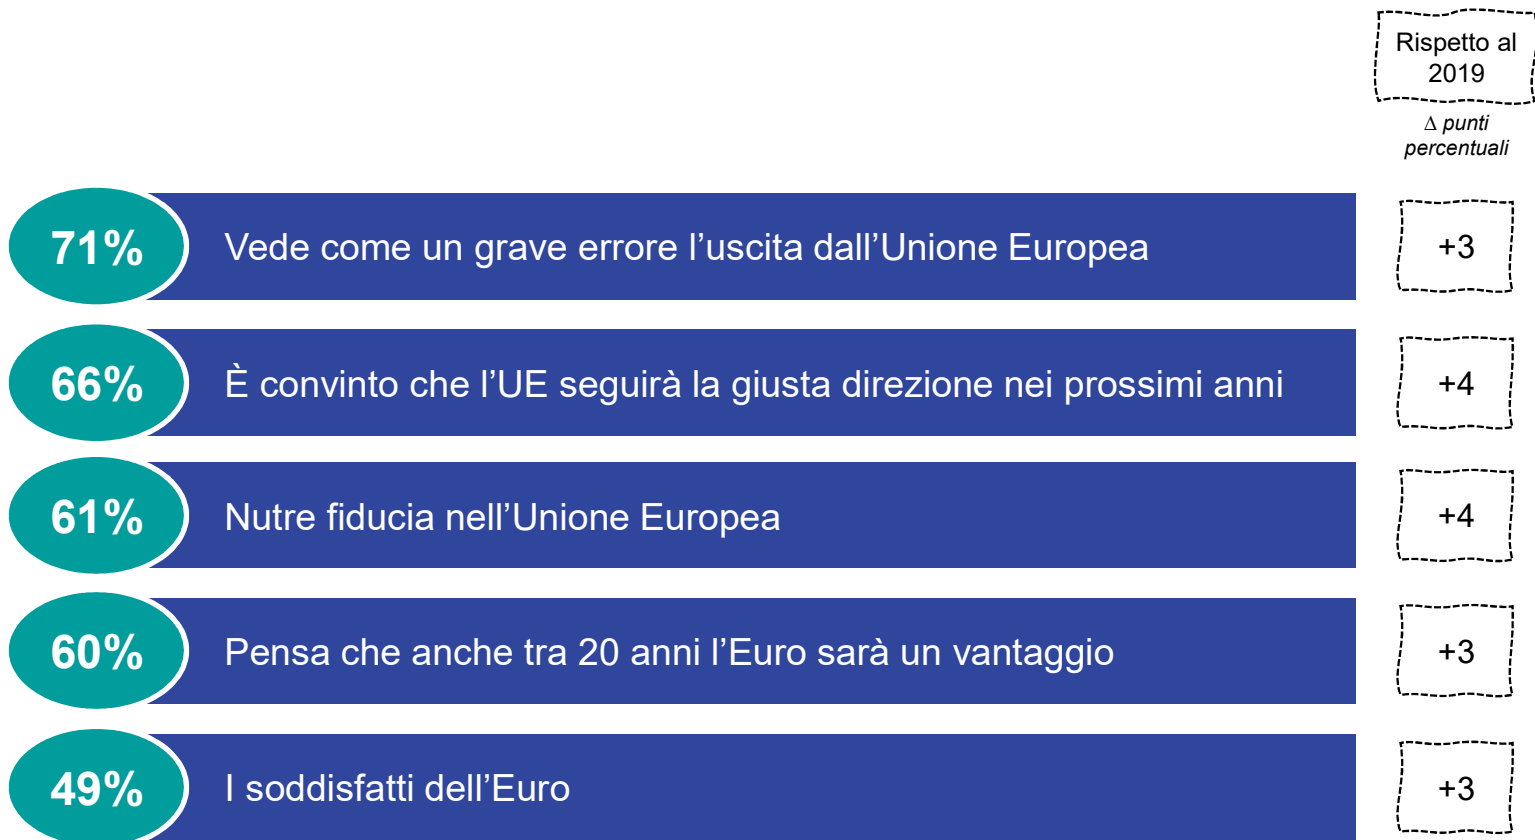 Rispetto al
2019
Δ punti
percentuali
71% Vede come un grave errore l’uscita dall’Unione Europea +3
66% È convinto che l’UE seguirà la giusta direzione nei prossimi anni +4
61% Nutre fiducia nell’Unione Europea +4
60% Pensa che anche tra 20 anni l’Euro sarà un vantaggio +3
49% I soddisfatti dell’Euro +3